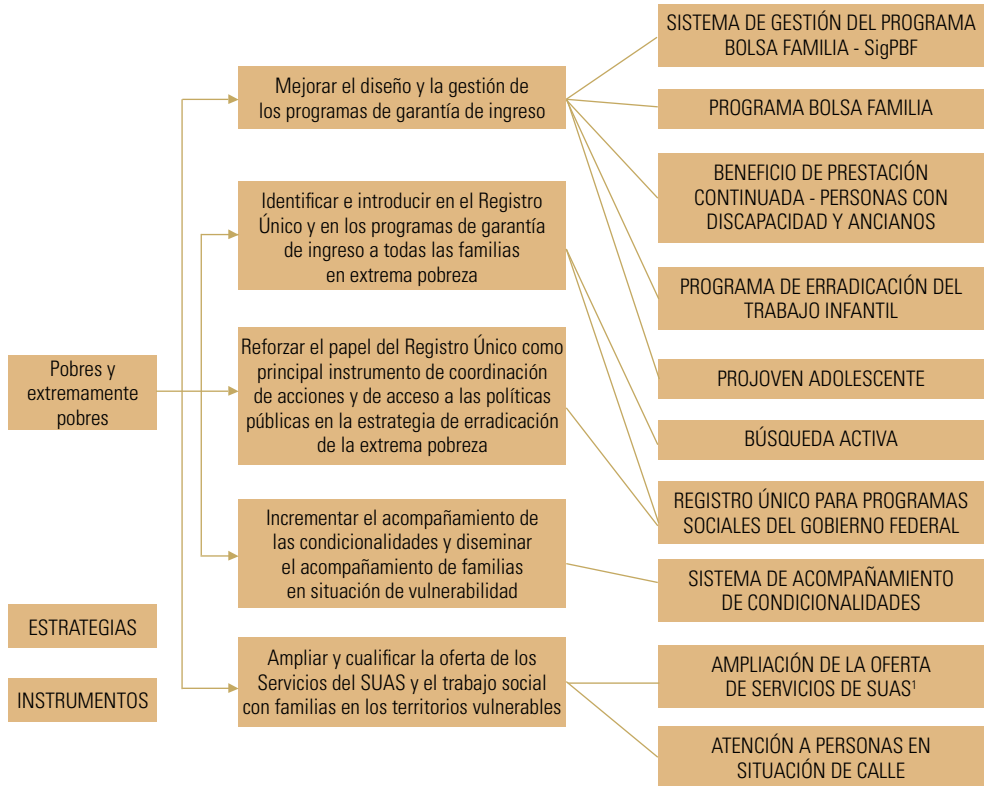 Pobres y
extremamente
pobres
ESTRATEGIAS
INSTRUMENTOS
Mejorar el diseño y la gestión de
los programas de garantía de ingreso
Identificar e introducir en el Registro
Único y en los programas de garantía
de ingreso a todas las familias
en extrema pobreza
Reforzar el papel del Registro Único como
principal instrumento de coordinación
de acciones y de acceso a las políticas
públicas en la estrategia de erradicación
de la extrema pobreza
Incrementar el acompañamiento de
las condicionalidades y diseminar
el acompañamiento de familias
en situación de vulnerabilidad
Ampliar y cualificar la oferta de los
Servicios del SUAS y el trabajo social
con familias en los territorios vulnerables
SISTEMA DE GESTIÓN DEL PROGRAMA
BOLSA FAMILIA - SigPBF
PROGRAMA BOLSA FAMILIA
BENEFICIO DE PRESTACIÓN
CONTINUADA - PERSONAS CON
DISCAPACIDAD Y ANCIANOS
PROGRAMA DE ERRADICACIÓN DEL
TRABAJO INFANTIL
PROJOVEN ADOLESCENTE
BÚSQUEDA ACTIVA
REGISTRO ÚNICO PARA PROGRAMAS
SOCIALES DEL GOBIERNO FEDERAL
SISTEMA DE ACOMPAÑAMIENTO
DE CONDICIONALIDADES
AMPLIACIÓN DE LA OFERTA
DE SERVICIOS DE SUAS¹
ATENCIÓN A PERSONAS EN
SITUACIÓN DE CALLE